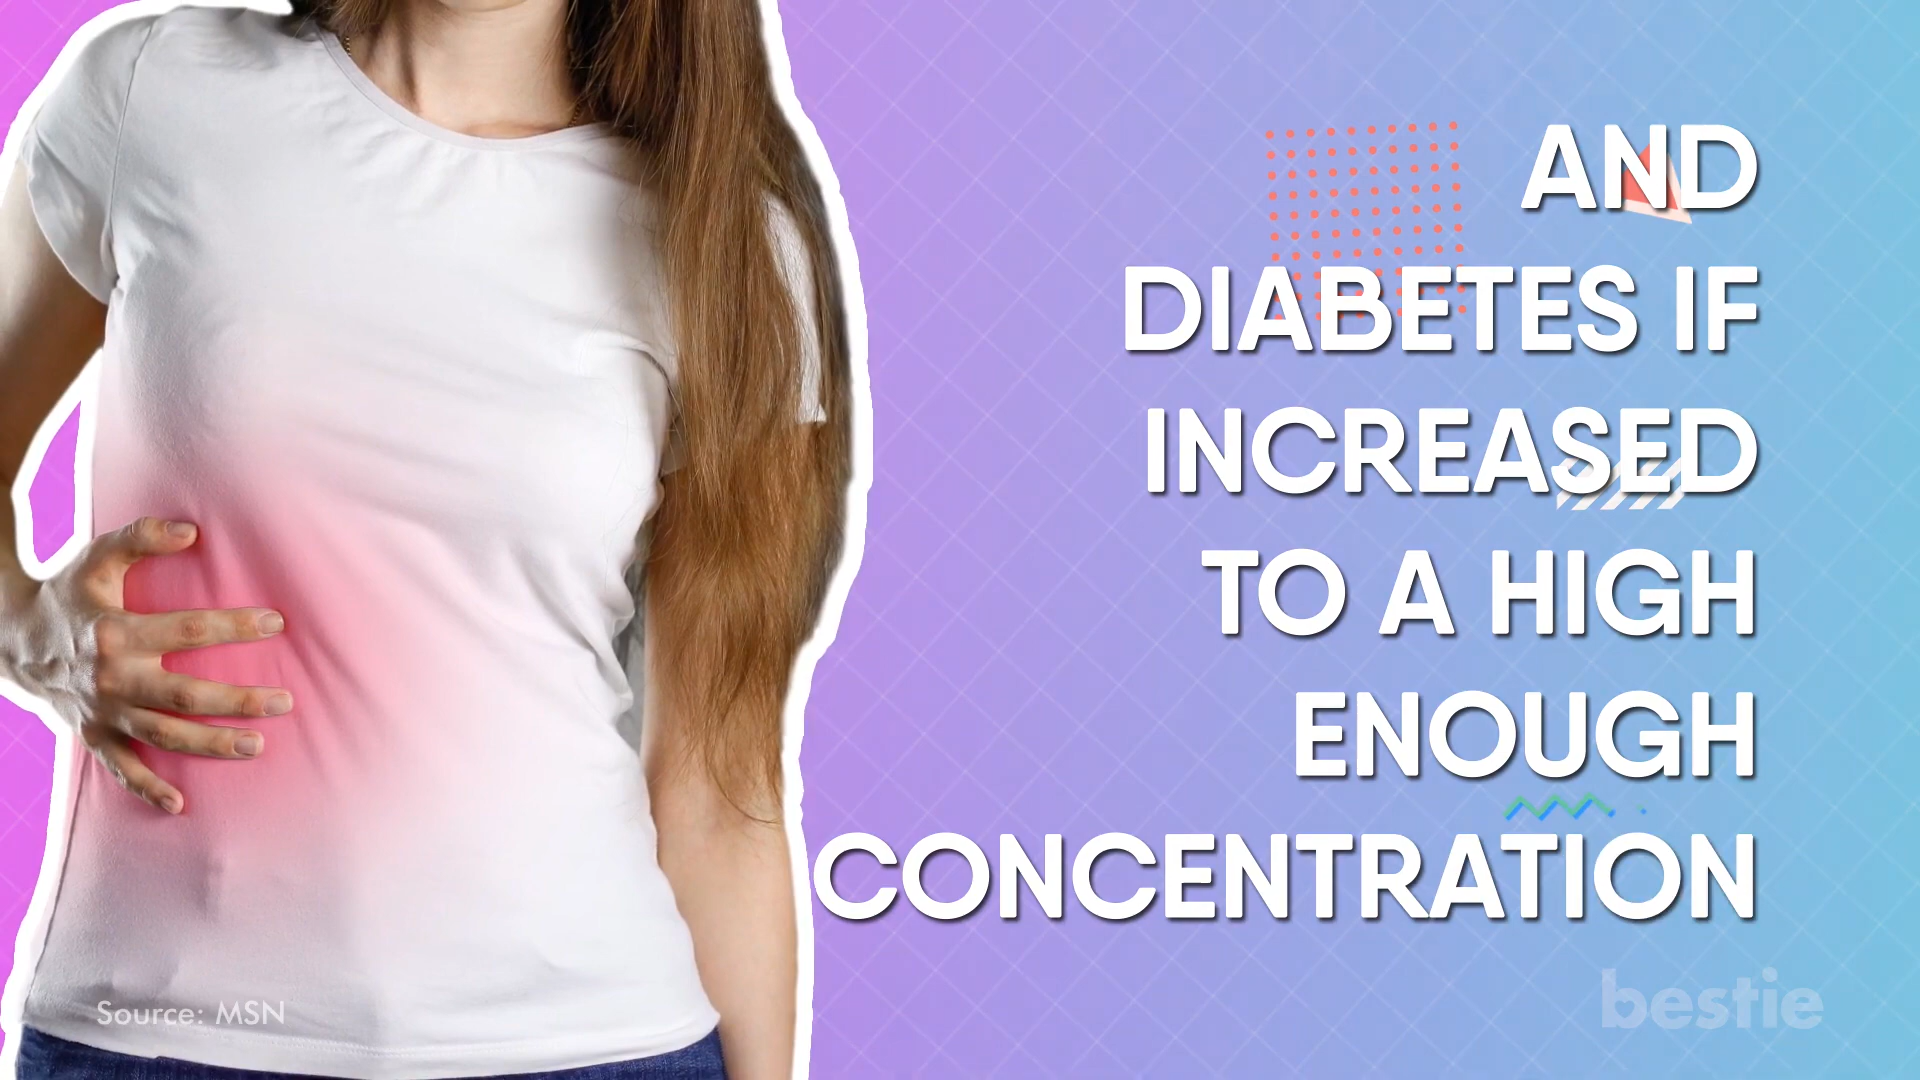 AND
DIABETES IF
INCREASED
TO A HIGH
ENOUGH
CONCENTRATION
Source: MSN
bestie